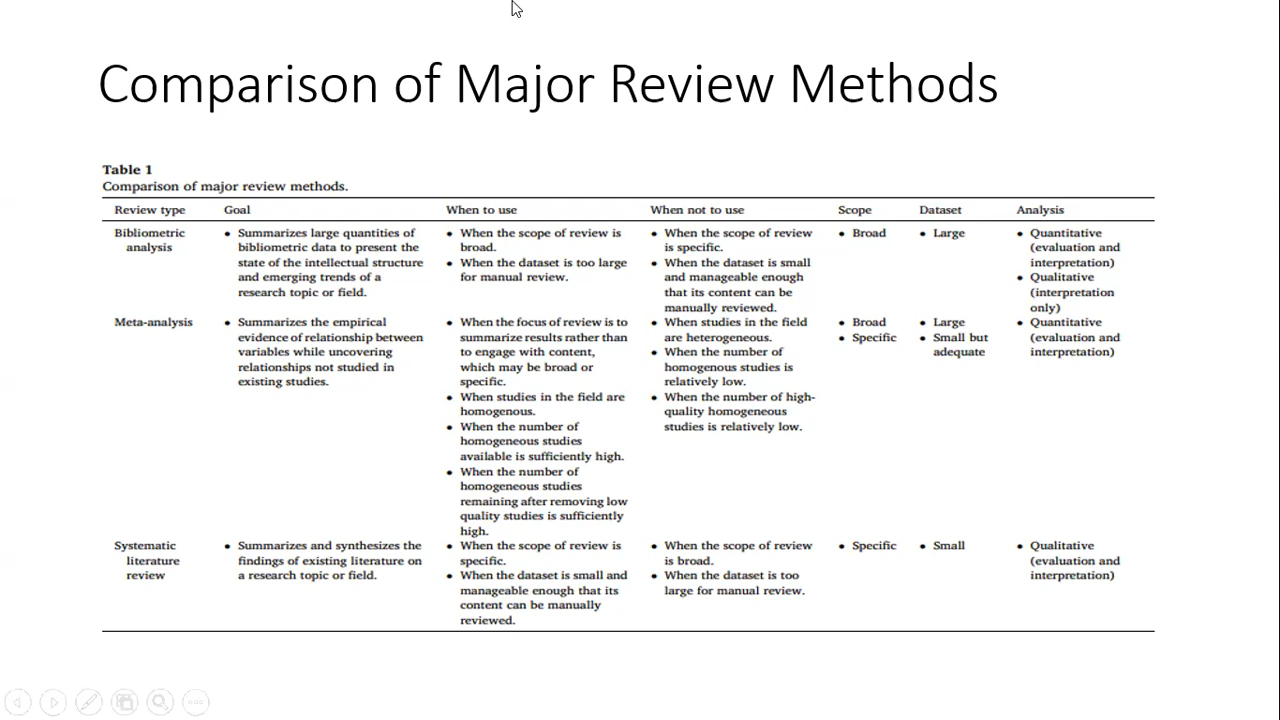 Comparison of Major Review Methods
Table 1
Comparison of major review methods.
Review type
Goal
When to use
When not to use
Scope
Dataset
Analysis
Bibliometric
analysis
• Summarizes large quantities of
bibliometric data to present the
state of the intellectual structure
and emerging trends of a
research topic or field.
• When the scope of review is
broad.
• When the dataset is too large
for manual review.
• When the scope of review
is specific.
• When the dataset is small
and manageable enough
that its content can be
manually reviewed.
• Broad
• Large
• Quantitative
(evaluation and
interpretation)
• Qualitative
(interpretation
only)
Meta-analysis
• Summarizes the empirical
evidence of relationship between
variables while uncovering
relationships not studied in
existing studies.
• When the focus of review is to
summarize results rather than
to engage with content,
which may be broad or
specific.
• When studies in the field are
homogenous.
• When the number of
homogeneous studies
available is sufficiently high.
• When the number of
homogeneous studies
remaining after removing low
quality studies is sufficiently
high.
• When studies in the field
are heterogeneous.
• When the number of
homogenous studies is
relatively low.
• When the number of high-
quality homogeneous
studies is relatively low.
• Broad
• Specific
• Large
• Small but
adequate
• Quantitative
(evaluation and
interpretation)
Systematic
literature
review
• Summarizes and synthesizes the
findings of existing literature on
a research topic or field.
• When the scope of review is
specific.
• When the dataset is small and
manageable enough that its
content can be manually
reviewed.
• When the scope of review
is broad.
• When the dataset is too
large for manual review.
• Specific
• Small
• Qualitative
(evaluation and
interpretation)